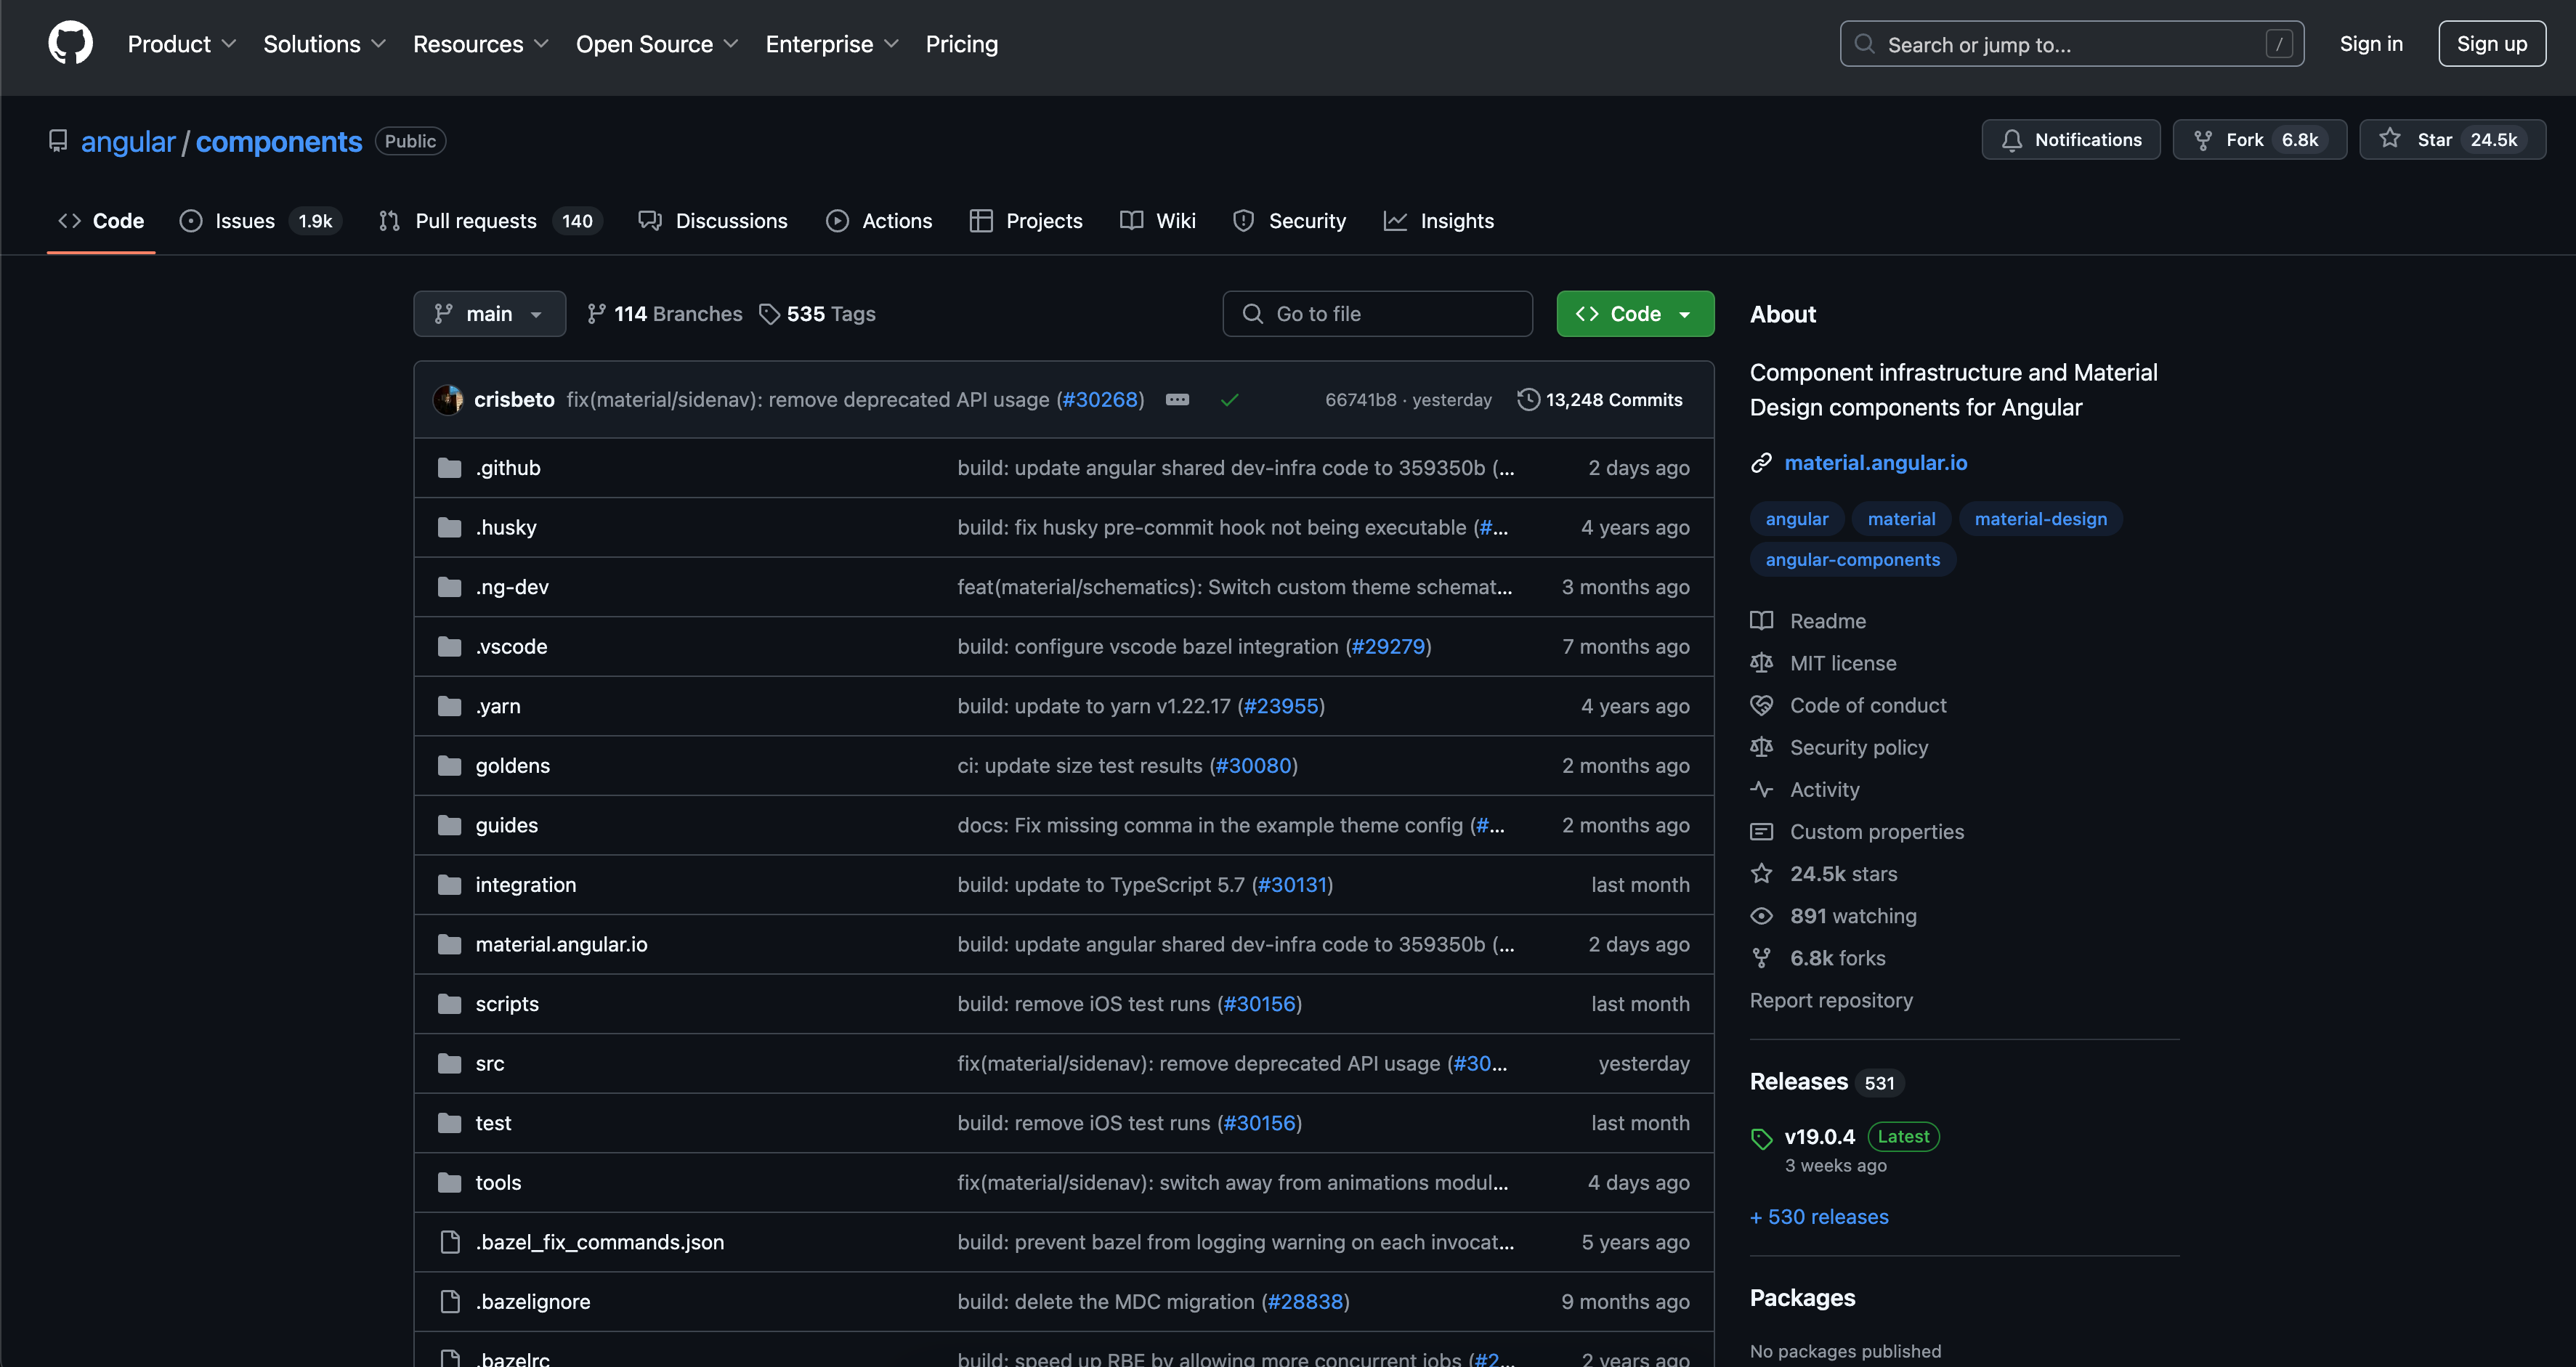 Product Solutions Resources Open Source Enterprise Pricing Search or jump to... / Sign in Sign up
angular / components Public Notifications Fork 6.8k Star 24.5k
Code Issues 1.9k Pull requests 140 Discussions Actions Projects Wiki Security Insights
main 114 Branches 535 Tags Go to file Code
crisbeto fix(material/sidenav): remove deprecated API usage (#30268) 66741b8 · yesterday 13,248 Commits
.github build: update angular shared dev-infra code to 359350b (... 2 days ago
.husky build: fix husky pre-commit hook not being executable (#... 4 years ago
.ng-dev feat(material/schematics): Switch custom theme schemat... 3 months ago
.vscode build: configure vscode bazel integration (#29279) 7 months ago
.yarn build: update to yarn v1.22.17 (#23955) 4 years ago
goldens ci: update size test results (#30080) 2 months ago
guides docs: Fix missing comma in the example theme config (#... 2 months ago
integration build: update to TypeScript 5.7 (#30131) last month
material.angular.io build: update angular shared dev-infra code to 359350b (... 2 days ago
scripts build: remove iOS test runs (#30156) last month
src fix(material/sidenav): remove deprecated API usage (#30... yesterday
test build: remove iOS test runs (#30156) last month
tools fix(material/sidenav): switch away from animations modul... 4 days ago
.bazel_fix_commands.json build: prevent bazel from logging warning on each invocat... 5 years ago
.bazelignore build: delete the MDC migration (#28838) 9 months ago
.bazelrc build: speed up RBE by allowing more concurrent jobs (#2... 2 years ago
About
Component infrastructure and Material
Design components for Angular
material.angular.io
angular material material-design
angular-components
Readme
MIT license
Code of conduct
Security policy
Activity
Custom properties
24.5k stars
891 watching
6.8k forks
Report repository
Releases 531
v19.0.4 Latest
3 weeks ago
+ 530 releases
Packages
No packages published